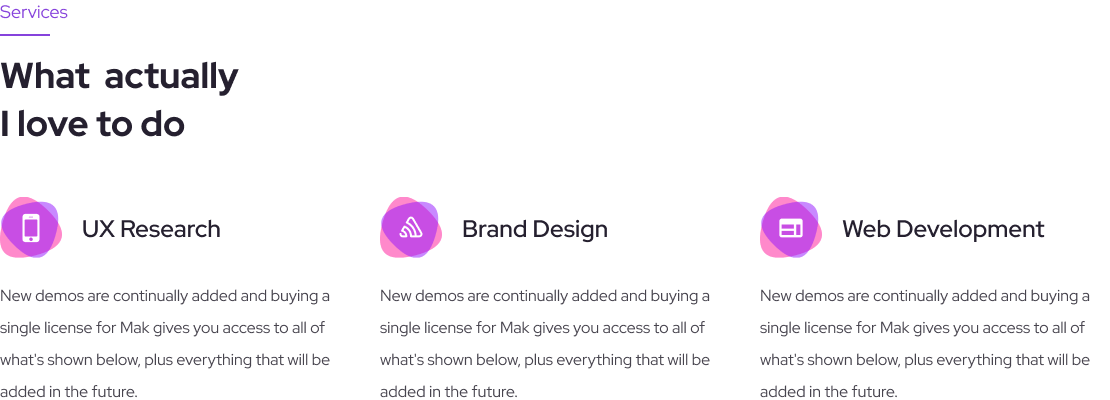 Services
What actually
I love to do
UX Research
New demos are continually added and buying a
single license for Mak gives you access to all of
what's shown below, plus everything that will be
added in the future.
Brand Design
New demos are continually added and buying a
single license for Mak gives you access to all of
what's shown below, plus everything that will be
added in the future.
Web Development
New demos are continually added and buying a
single license for Mak gives you access to all of
what's shown below, plus everything that will be
added in the future.